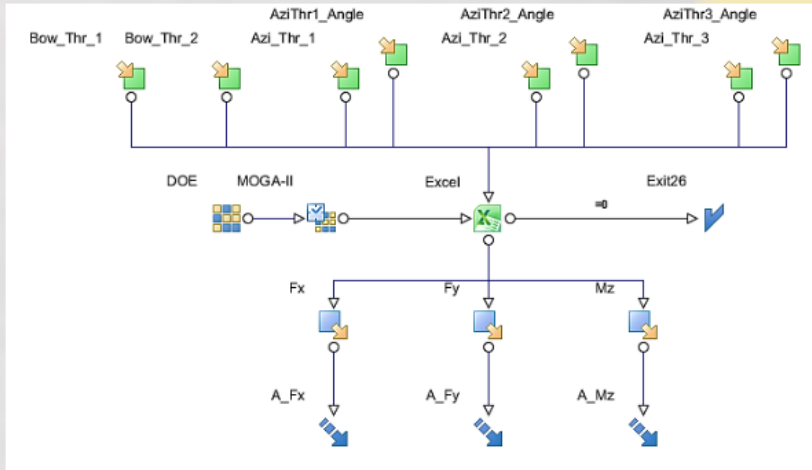 AziThr1_Angle AziThr2_Angle AziThr3_Angle
Bow_Thr_1 Bow_Thr_2 Azi_Thr_1 Azi_Thr_2 Azi_Thr_3
DOE MOGA-II Excel Exit26
=0
Fx Fy Mz
A_Fx A_Fy A_Mz